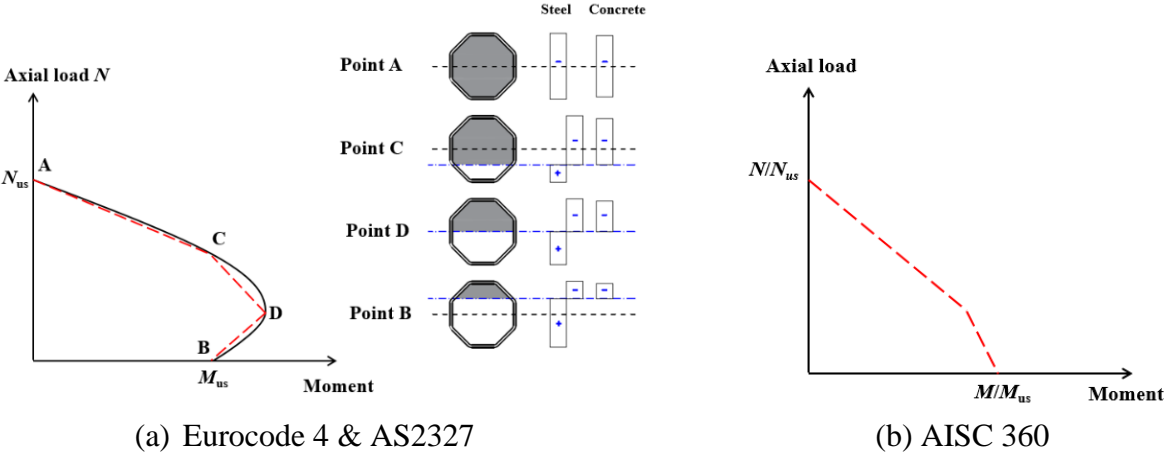 Steel Concrete
Axial load N
N_us
A
C
D
B
M_us
Moment
Point A
-
-
Point C
-
-
+
Point D
-
-
+
Point B
-
-
+
Axial load
N/N_us
M/M_us
Moment
(a) Eurocode 4 & AS2327
(b) AISC 360